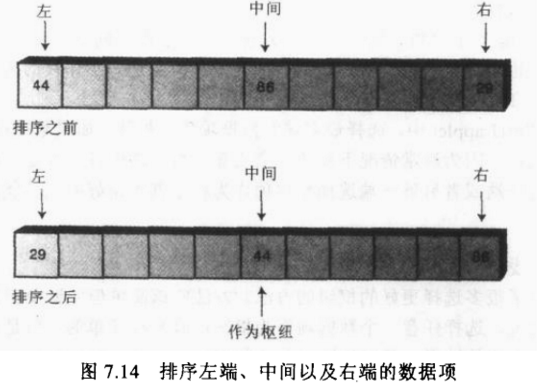 左 中间 右
44 86 29
排序之前
左 中间 右
29 44 86
排序之后
作为枢纽
图 7.14 排序左端、中间以及右端的数据项